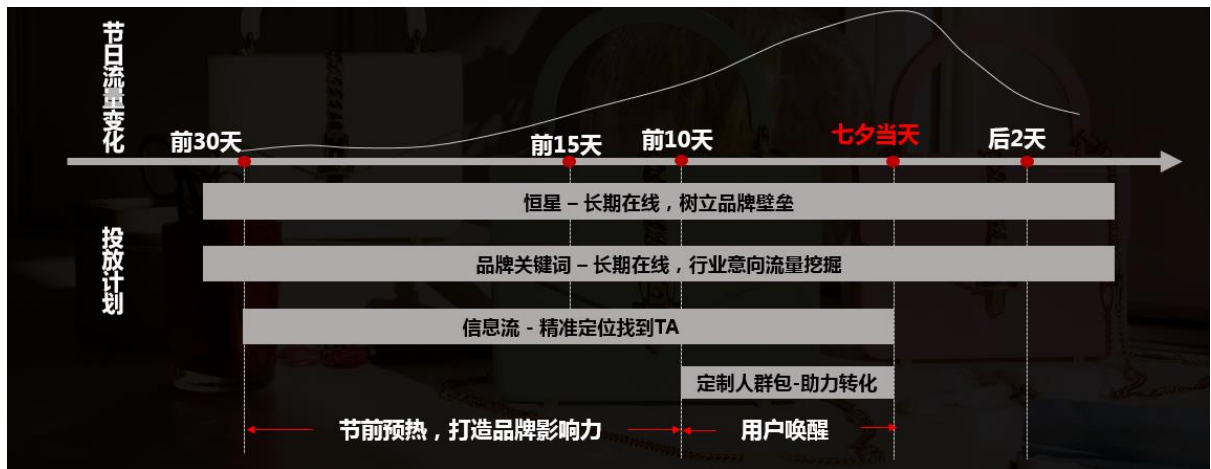 节日流量变化
前30天
前15天
前10天
七夕当天
后2天
投放计划
恒星 – 长期在线，树立品牌壁垒
品牌关键词 – 长期在线，行业意向流量挖掘
信息流 - 精准定位找到TA
定制人群包-助力转化
节前预热，打造品牌影响力
用户唤醒